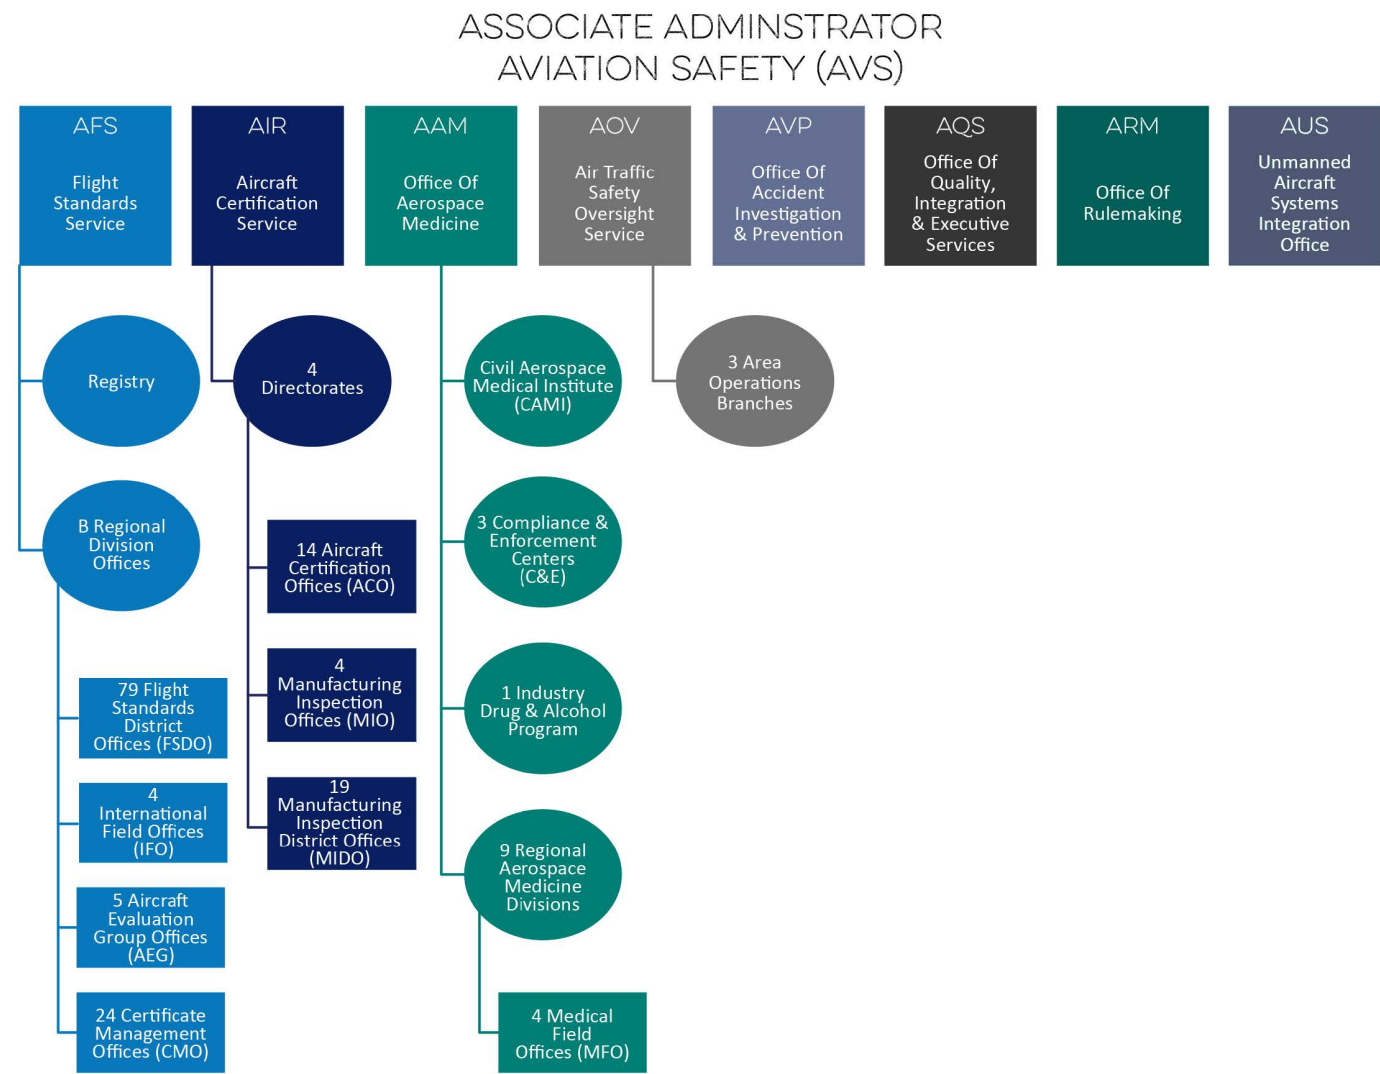 ASSOCIATE ADMINSTRATOR
AVIATION SAFETY (AVS)
AFS
Flight
Standards
Service
AIR
Aircraft
Certification
Service
AAM
Office Of
Aerospace
Medicine
AOV
Air Traffic
Safety
Oversight
Service
AVP
Office Of
Accident
Investigation
& Prevention
AQS
Office Of
Quality,
Integration
& Executive
Services
ARM
Office Of
Rulemaking
AUS
Unmanned
Aircraft
Systems
Integration
Office
Registry
B Regional
Division
Offices
79 Flight
Standards
District
Offices (FSDO)
4
International
Field Offices
(IFO)
5 Aircraft
Evaluation
Group Offices
(AEG)
24 Certificate
Management
Offices (CMO)
4
Directorates
14 Aircraft
Certification
Offices (ACO)
4
Manufacturing
Inspection
Offices (MIO)
19
Manufacturing
Inspection
District Offices
(MIDO)
Civil Aerospace
Medical Institute
(CAMI)
3 Compliance &
Enforcement
Centers
(C&E)
1 Industry
Drug & Alcohol
Program
9 Regional
Aerospace
Medicine
Divisions
4 Medical
Field
Offices (MFO)
3 Area
Operations
Branches